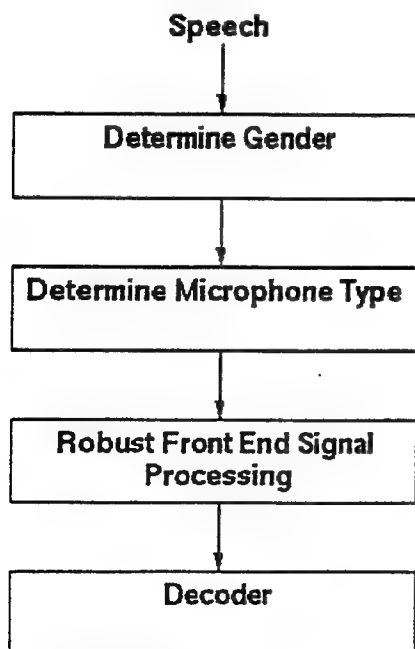 Speech
Determine Gender
Determine Microphone Type
Robust Front End Signal
Processing
Decoder